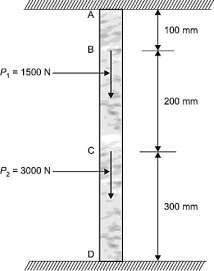 A
100 mm
B
P₁ = 1500 N
200 mm
C
P₂ = 3000 N
300 mm
D